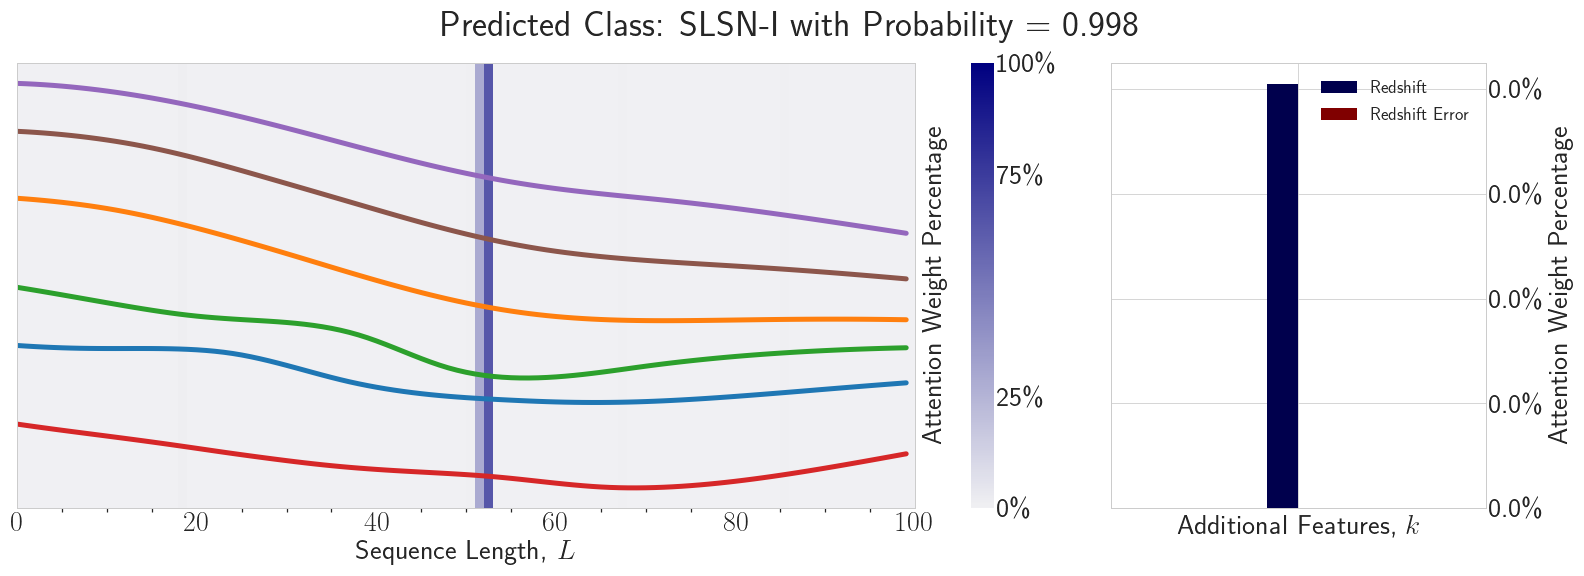 Predicted Class: SLSN-I with Probability = 0.998
100%
75%
25%
0%
Attention Weight Percentage
0
20
40
60
80
100
Sequence Length, L
Redshift
Redshift Error
0.0%
0.0%
0.0%
0.0%
0.0%
Attention Weight Percentage
Additional Features, k